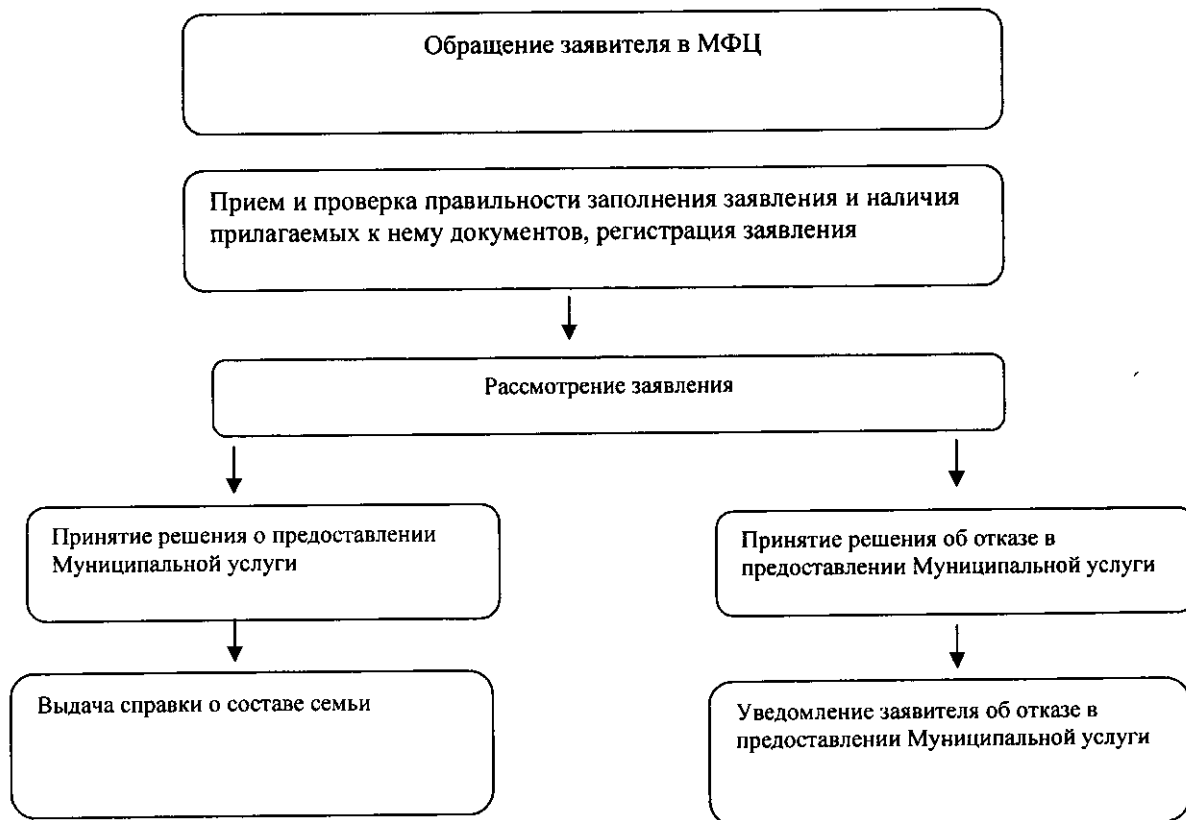 Обращение заявителя в МФЦ
Прием и проверка правильности заполнения заявления и наличия
прилагаемых к нему документов, регистрация заявления
Рассмотрение заявления
Принятие решения о предоставлении
Муниципальной услуги
Принятие решения об отказе в
предоставлении Муниципальной услуги
Выдача справки о составе семьи
Уведомление заявителя об отказе в
предоставлении Муниципальной услуги